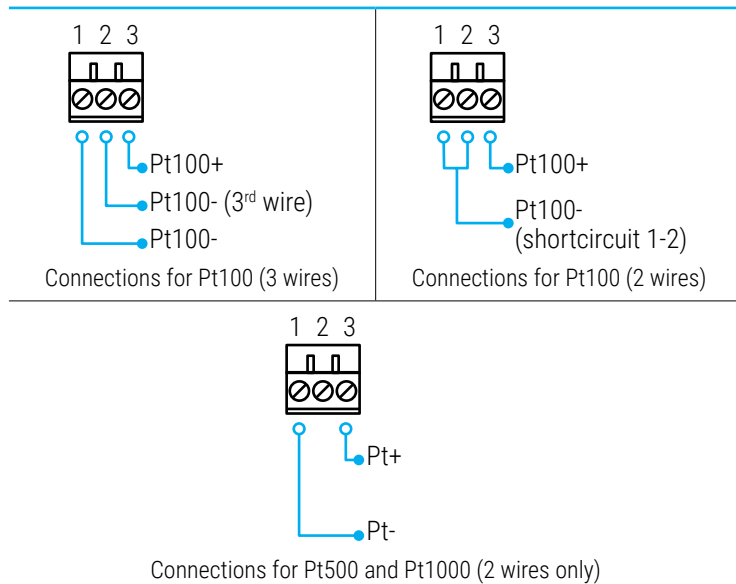 1 2 3
Pt100+
Pt100- (3rd wire)
Pt100-
Connections for Pt100 (3 wires)
1 2 3
Pt100+
Pt100-
(shortcircuit 1-2)
Connections for Pt100 (2 wires)
1 2 3
Pt+
Pt-
Connections for Pt500 and Pt1000 (2 wires only)